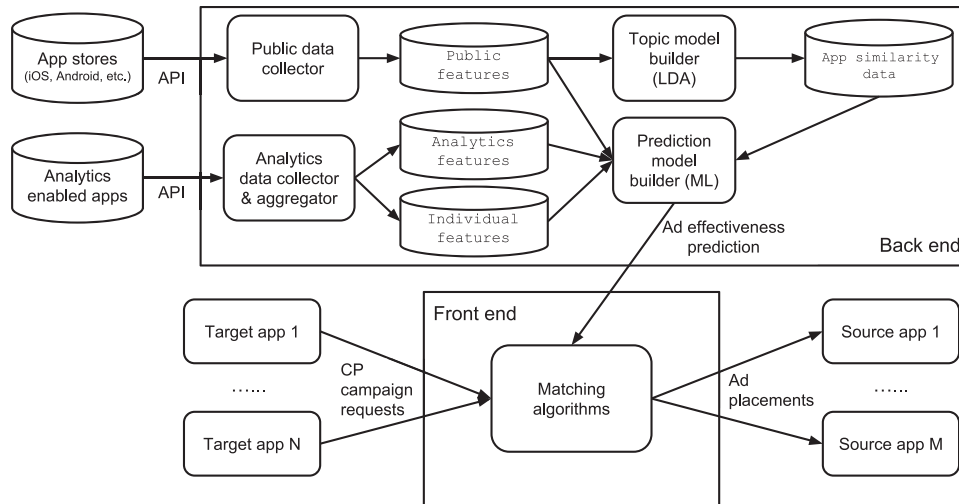 App stores
(iOS, Android, etc.)
API
Public data
collector
Public
features
Topic model
builder
(LDA)
App similarity
data
Analytics
enabled apps
API
Analytics
data collector
& aggregator
Analytics
features
Individual
features
Prediction
model
builder (ML)
Ad effectiveness
prediction
Back end
Front end
Target app 1
......
Target app N
CP
campaign
requests
Matching
algorithms
Ad
placements
Source app 1
......
Source app M